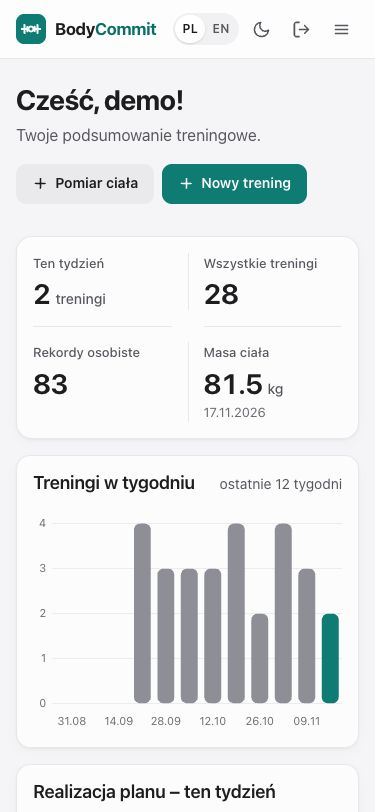 BodyCommit PL EN
Cześć, demo!
Twoje podsumowanie treningowe.
+ Pomiar ciała + Nowy trening
Ten tydzień
2 treningi
Wszystkie treningi
28
Rekordy osobiste
83
Masa ciała
81.5 kg
17.11.2026
Treningi w tygodniu ostatnie 12 tygodni
4
3
2
1
0
31.08 14.09 28.09 12.10 26.10 09.11
Realizacja planu – ten tydzień